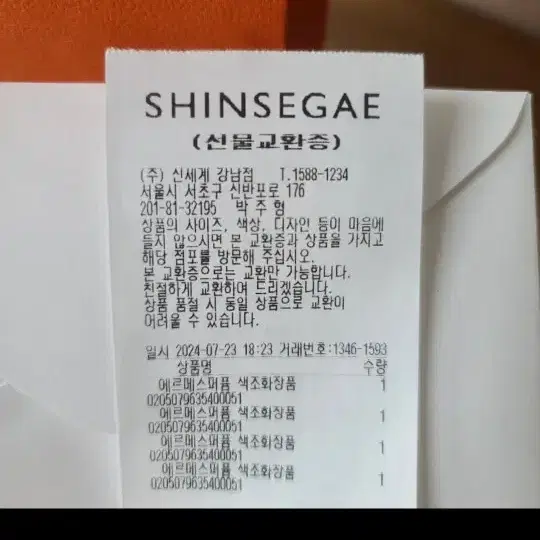 SHINSEGAE
(선물교환증)
(주) 신세계 강남점 T.1588-1234
서울시 서초구 신반포로 176
201-81-32195 박 주 형
상품의 사이즈, 색상, 디자인 등이 마음에
들지 않으시면 본 교환증과 상품을 가지고
해당 점포를 방문해 주십시오.
본 교환증으로는 교환만 가능합니다.
친절하게 교환하여 드리겠습니다.
상품 품절 시 동일 상품으로 교환이
어려울 수 있습니다.
일시 2024-07-23 18:23 거래번호:1346-1593
상품명 수량
에르메스퍼퓸 색조화장품 1
0205079635400051
에르메스퍼퓸 색조화장품 1
0205079635400051
에르메스퍼퓸 색조화장품 1
0205079635400051
에르메스퍼퓸 색조화장품 1
0205079635400051